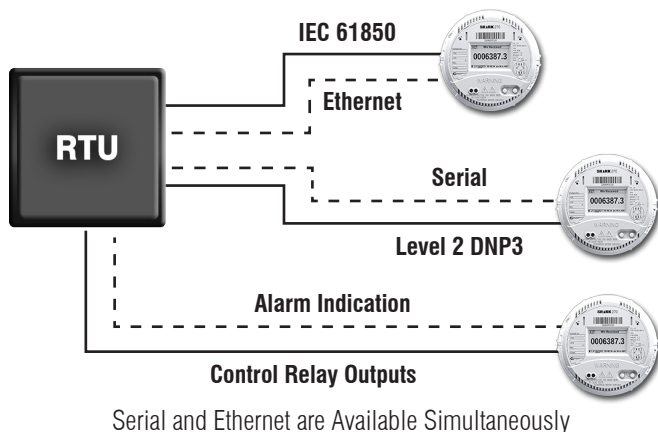 IEC 61850
0006387.3
Ethernet
RTU
Serial
0006387.3
Level 2 DNP3
Alarm Indication
0006387.3
Control Relay Outputs
Serial and Ethernet are Available Simultaneously